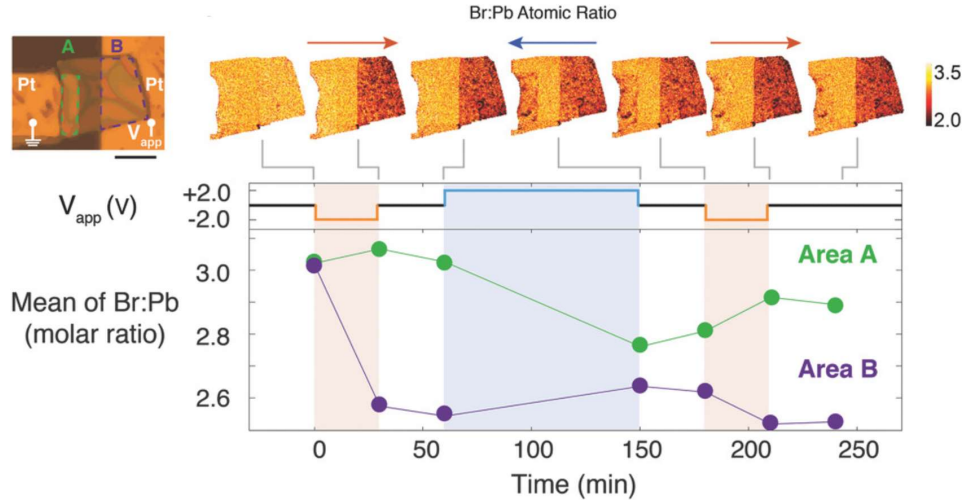 Br:Pb Atomic Ratio
A B
Pt Pt
V app
3.5
2.0
V app (V)
+2.0
-2.0
Mean of Br:Pb
(molar ratio)
3.0
2.8
2.6
Area A
Area B
0 50 100 150 200 250
Time (min)